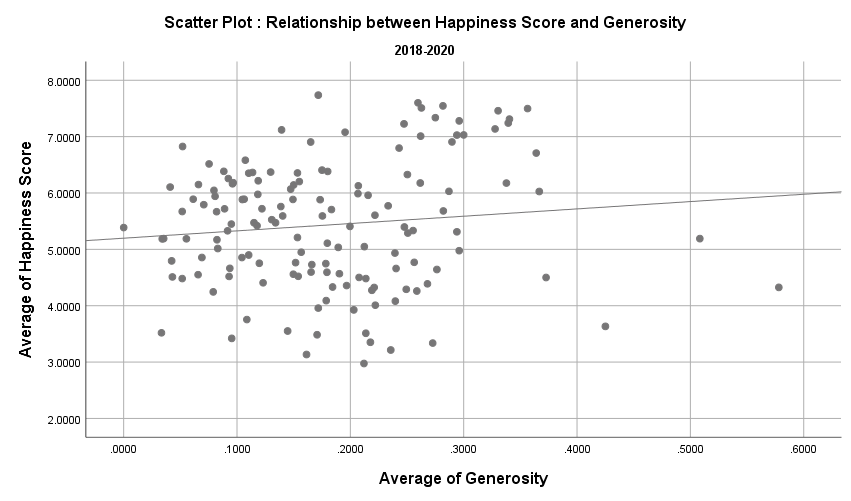 Scatter Plot : Relationship between Happiness Score and Generosity
2018-2020
Average of Happiness Score
8.0000
7.0000
6.0000
5.0000
4.0000
3.0000
2.0000
.0000 .1000 .2000 .3000 .4000 .5000 .6000
Average of Generosity